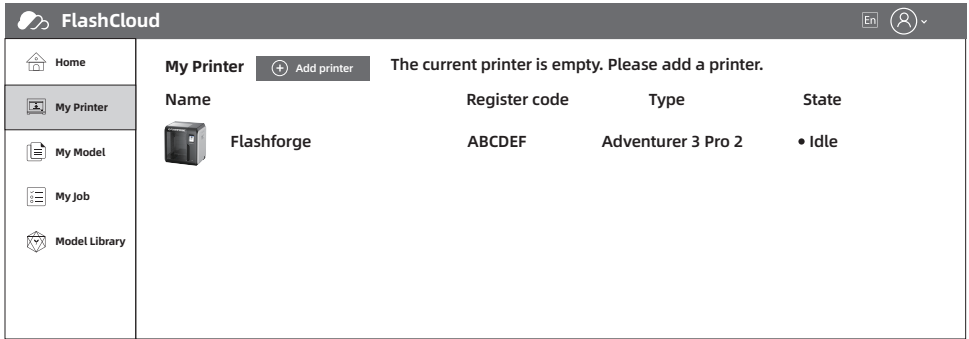 FlashCloud En
Home
My Printer
My Model
My Job
Model Library
My Printer Add printer The current printer is empty. Please add a printer.
Name Register code Type State
Flashforge ABCDEF Adventurer 3 Pro 2 • Idle